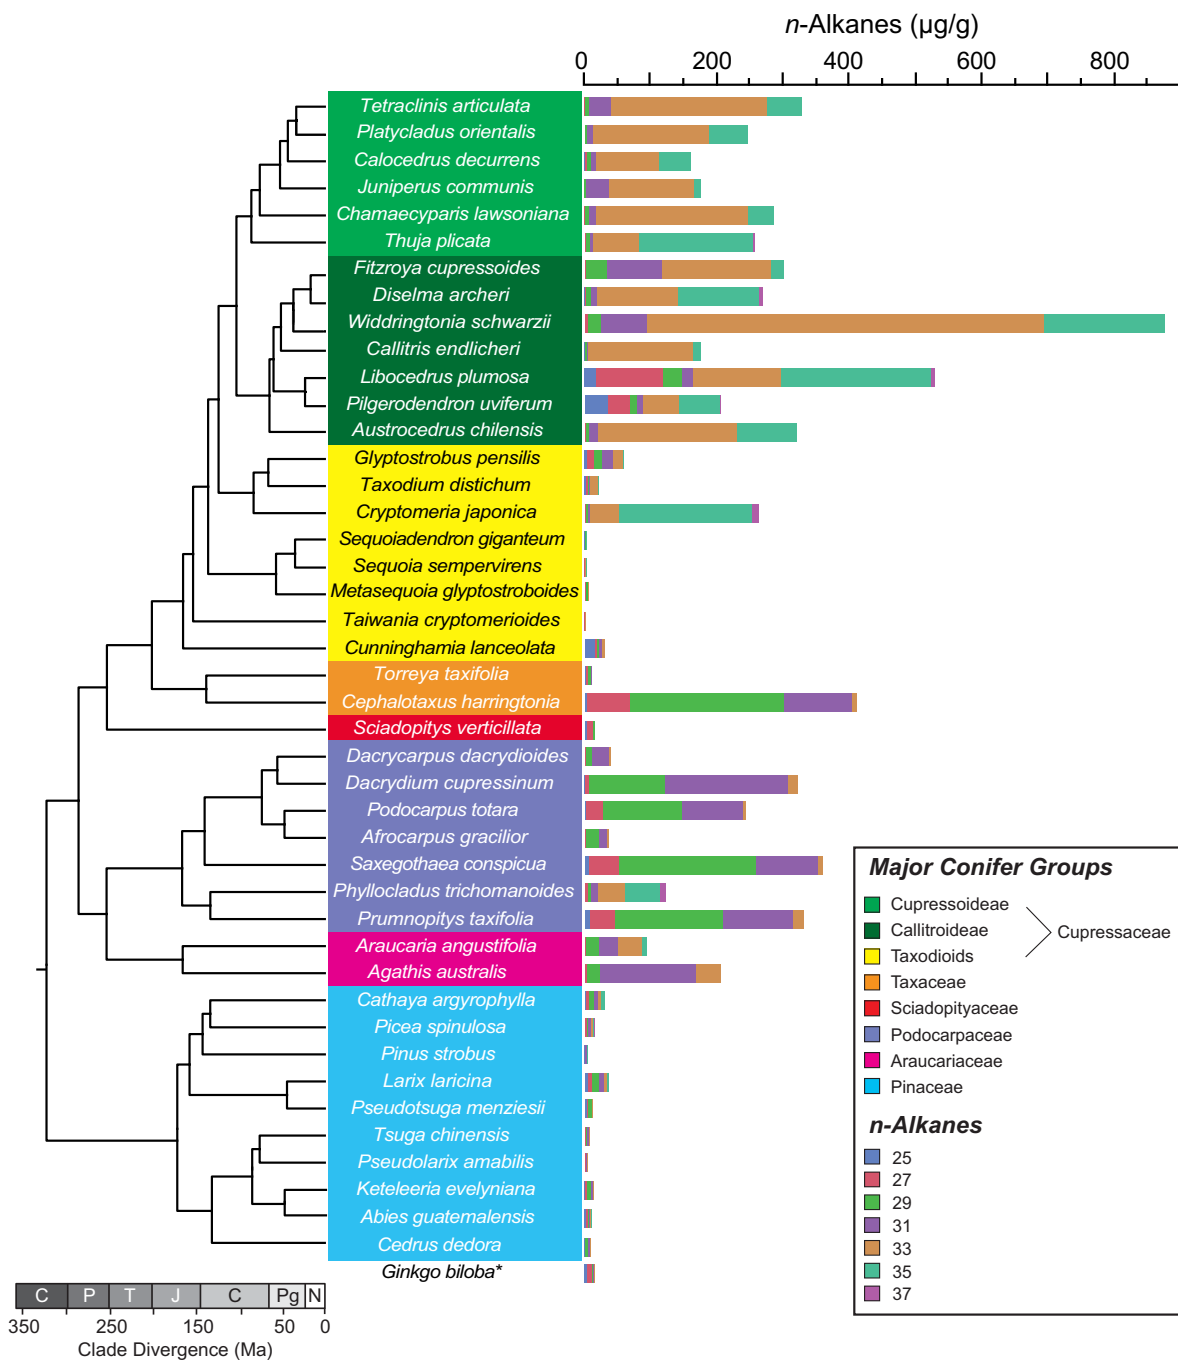 n-Alkanes (µg/g)
0 200 400 600 800
Tetraclinis articulata
Platycladus orientalis
Calocedrus decurrens
Juniperus communis
Chamaecyparis lawsoniana
Thuja plicata
Fitzroya cupressoides
Diselma archeri
Widdringtonia schwarzii
Callitris endlicheri
Libocedrus plumosa
Pilgerodendron uviferum
Austrocedrus chilensis
Glyptostrobus pensilis
Taxodium distichum
Cryptomeria japonica
Sequoiadendron giganteum
Sequoia sempervirens
Metasequoia glyptostroboides
Taiwania cryptomerioides
Cunninghamia lanceolata
Torreya taxifolia
Cephalotaxus harringtonia
Sciadopitys verticillata
Dacrycarpus dacrydioides
Dacrydium cupressinum
Podocarpus totara
Afrocarpus gracilior
Saxegothaea conspicua
Phyllocladus trichomanoides
Prumnopitys taxifolia
Araucaria angustifolia
Agathis australis
Cathaya argyrophylla
Picea spinulosa
Pinus strobus
Larix laricina
Pseudotsuga menziesii
Tsuga chinensis
Pseudolarix amabilis
Keteleeria evelyniana
Abies guatemalensis
Cedrus dedora
Ginkgo biloba*
Major Conifer Groups
Cupressoideae
Callitroideae
Cupressaceae
Taxodioids
Taxaceae
Sciadopityaceae
Podocarpaceae
Araucariaceae
Pinaceae
n-Alkanes
25
27
29
31
33
35
37
C P T J C Pg N
350 250 150 50 0
Clade Divergence (Ma)